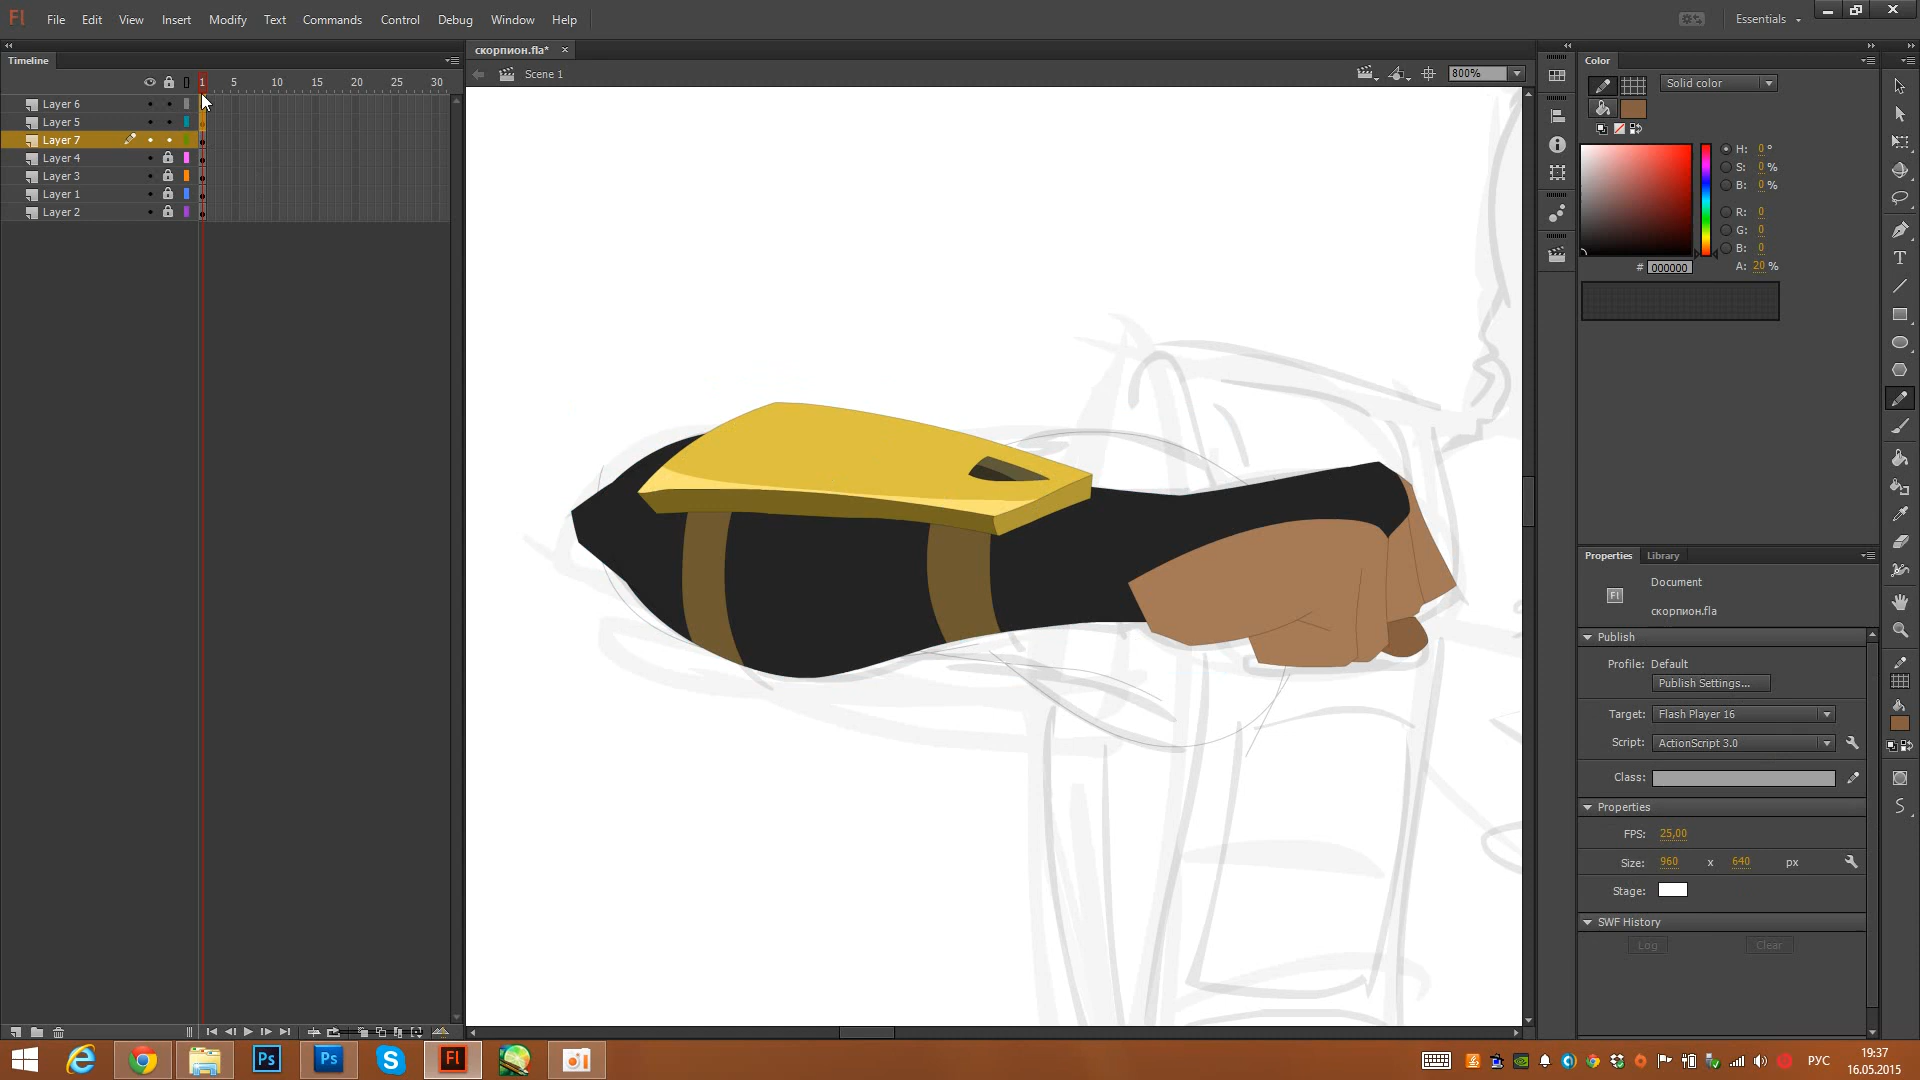 Fl File Edit View Insert Modify Text Commands Control Debug Window Help Essentials
Timeline
скорпион.fla* ×
Scene 1 800%
1 5 10 15 20 25 30
Layer 6
Layer 5
Layer 7
Layer 4
Layer 3
Layer 1
Layer 2
Color
Solid color
H: 0 °
S: 0 %
B: 0 %
R: 0
G: 0
B: 0
# 000000 A: 20 %
Properties Library
Fl Document
скорпион.fla
Publish
Profile: Default
Publish Settings...
Target: Flash Player 16
Script: ActionScript 3.0
Class:
Properties
FPS: 25,00
Size: 960 x 640 px
Stage:
SWF History
Log Clear
Ps Ps Fl
РУС 19:37
16.05.2015